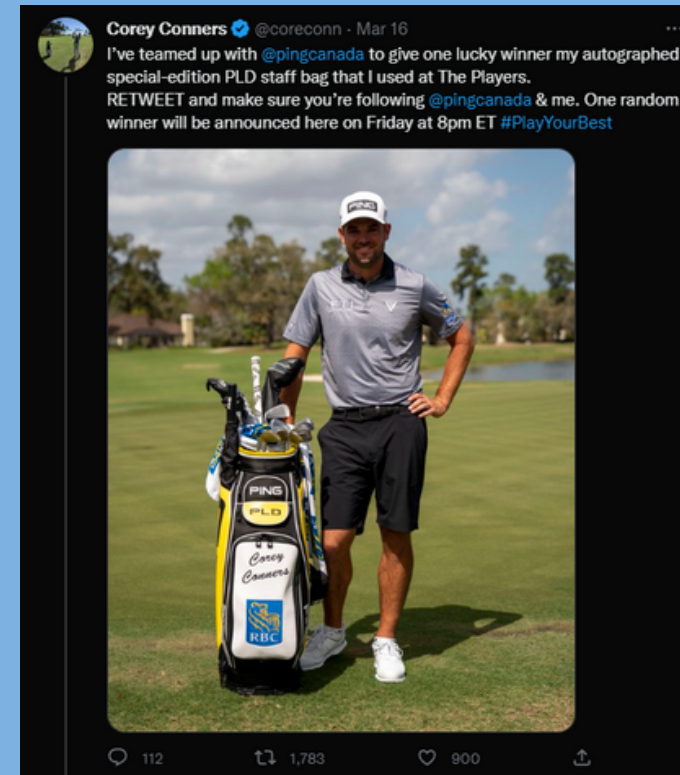 Corey Conners @coreconn · Mar 16
I've teamed up with @pingcanada to give one lucky winner my autographed
special-edition PLD staff bag that I used at The Players.
RETWEET and make sure you're following @pingcanada & me. One random
winner will be announced here on Friday at 8pm ET #PlayYourBest
PING
PING
PLD
Corey
Conners
RBC
112 1,783 900